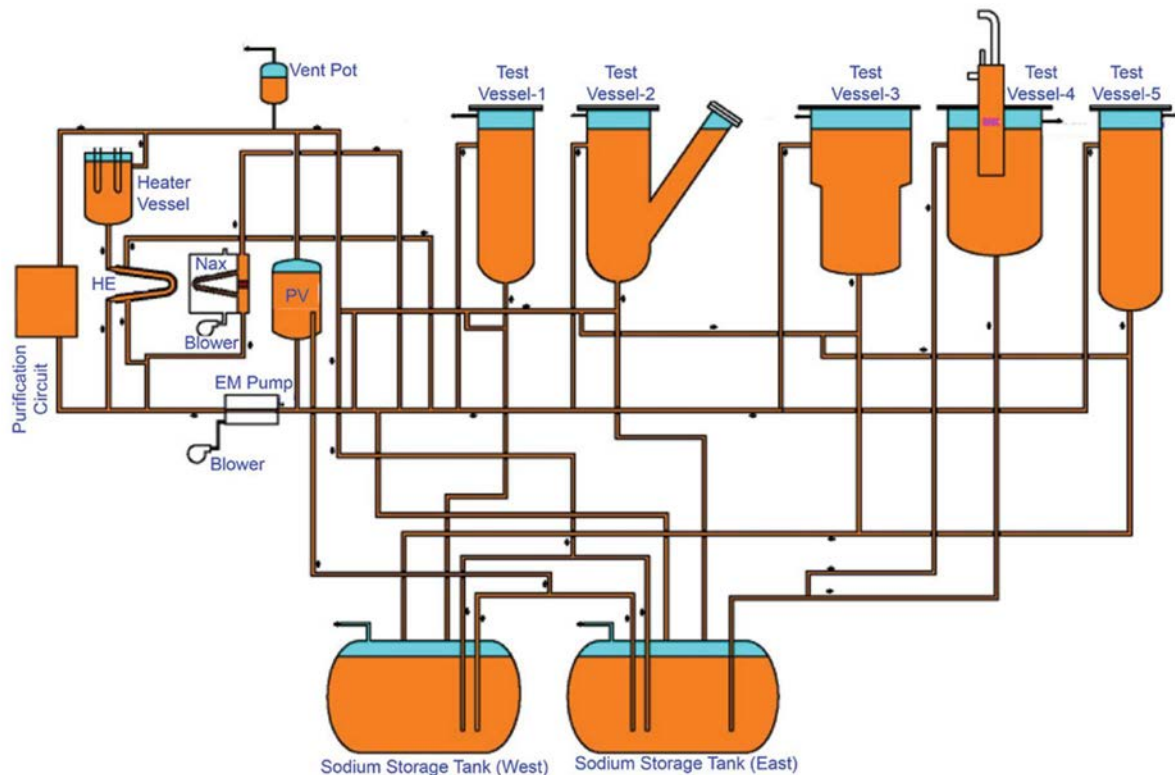 Vent Pot
Test
Vessel-1
Test
Vessel-2
Test
Vessel-3
Test
Vessel-4
Test
Vessel-5
Heater
Vessel
HE
Nax
PV
Blower
Purification
Circuit
EM Pump
Blower
Sodium Storage Tank (West)
Sodium Storage Tank (East)